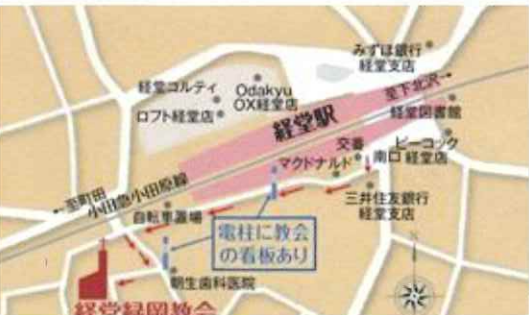 みずほ銀行
経堂支店
経堂コルティ
Odakyu
OX経堂店
至下北沢→
ロフト経堂店
経堂図書館
経堂駅
交番
ピーコック
経堂店
マクドナルド
南口
←至町田
小田急小田原線
三井住友銀行
経堂支店
自転車置場
電柱に教会
の看板あり
朝生歯科医院
経堂緑岡教会
N